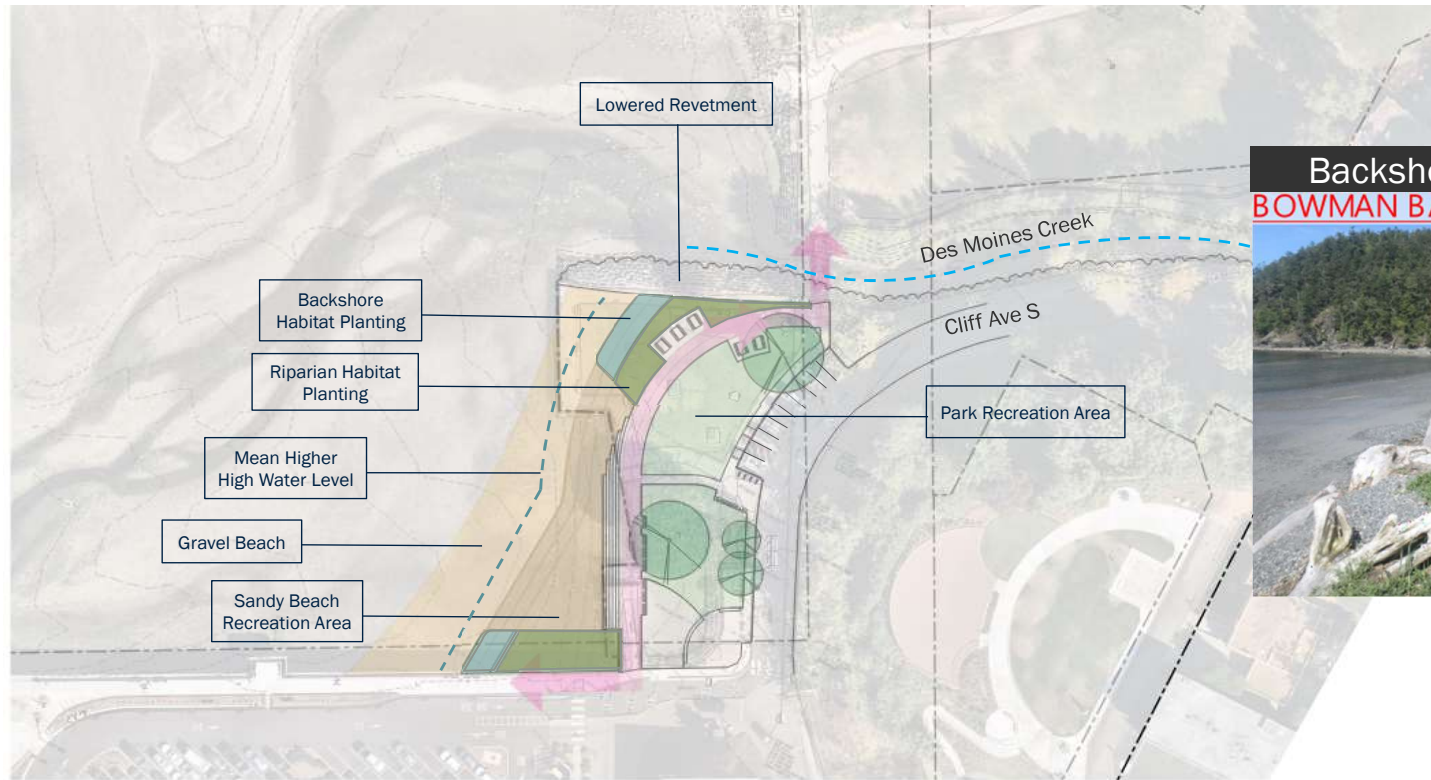 Lowered Revetment
Des Moines Creek
Cliff Ave S
Backshore
Habitat Planting
Riparian Habitat
Planting
Mean Higher
High Water Level
Gravel Beach
Sandy Beach
Recreation Area
Park Recreation Area
Backsho
BOWMAN BA